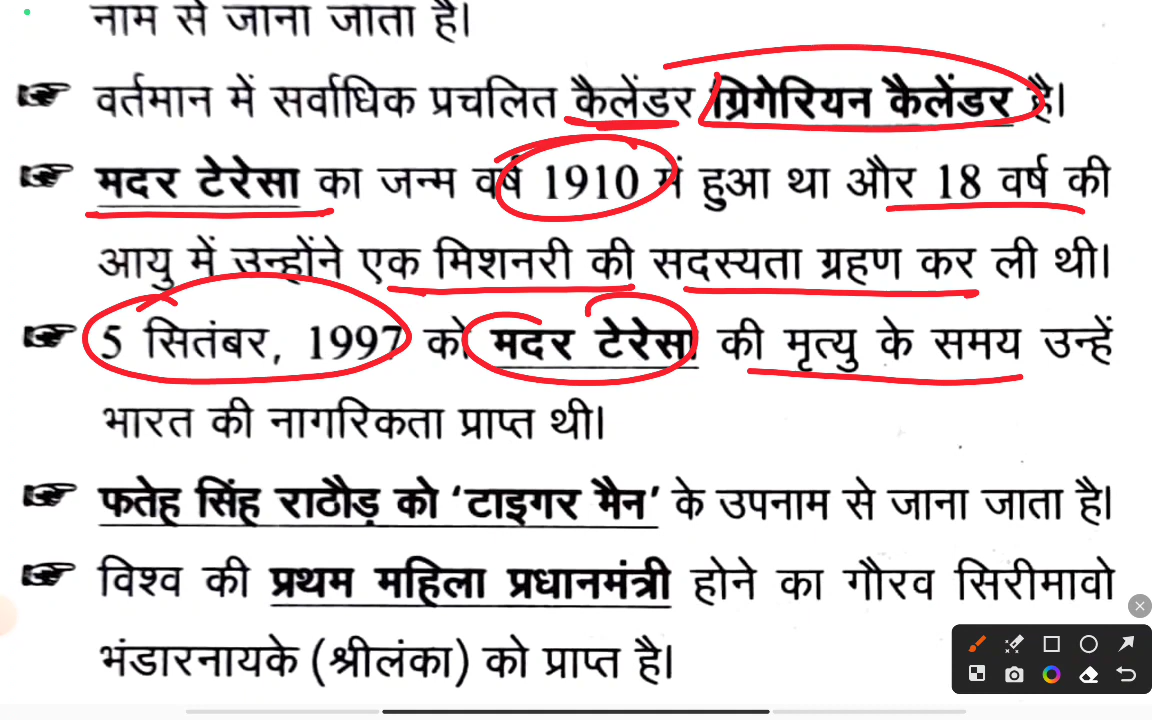 नाम से जाना जाता है।
वर्तमान में सर्वाधिक प्रचलित कैलेंडर ग्रिगेरियन कैलेंडर है।
मदर टेरेसा का जन्म वर्ष 1910 में हुआ था और 18 वर्ष की
आयु में उन्होंने एक मिशनरी की सदस्यता ग्रहण कर ली थी।
5 सितंबर, 1997 को मदर टेरेसा की मृत्यु के समय उन्हें
भारत की नागरिकता प्राप्त थी।
फतेह सिंह राठौड़ को ‘टाइगर मैन’ के उपनाम से जाना जाता है।
विश्व की प्रथम महिला प्रधानमंत्री होने का गौरव सिरीमावो
भंडारनायके (श्रीलंका) को प्राप्त है।